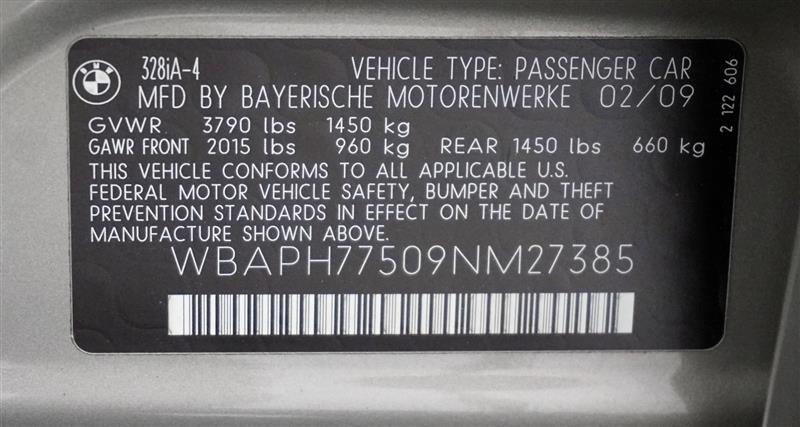 BMW
328iA-4 VEHICLE TYPE: PASSENGER CAR
MFD BY BAYERISCHE MOTORENWERKE 02/09
GVWR 3790 lbs 1450 kg
GAWR FRONT 2015 lbs 960 kg REAR 1450 lbs 660 kg
THIS VEHICLE CONFORMS TO ALL APPLICABLE U.S.
FEDERAL MOTOR VEHICLE SAFETY, BUMPER AND THEFT
PREVENTION STANDARDS IN EFFECT ON THE DATE OF
MANUFACTURE SHOWN ABOVE.
WBAPH77509NM27385
2 122 606